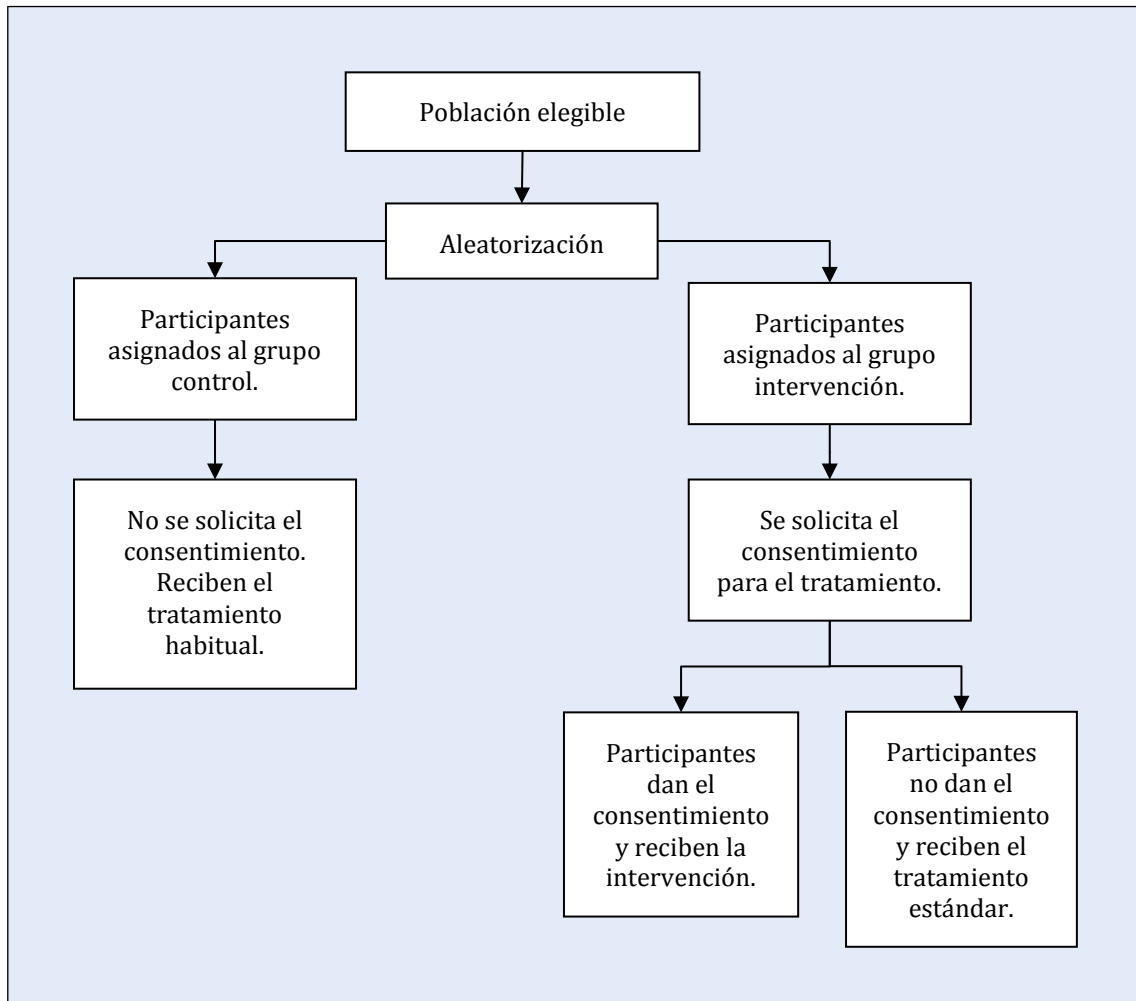 Población elegible
Aleatorización
Participantes
asignados al grupo
control.
Participantes
asignados al grupo
intervención.
No se solicita el
consentimiento.
Reciben el
tratamiento
habitual.
Se solicita el
consentimiento
para el tratamiento.
Participantes
dan el
consentimiento
y reciben la
intervención.
Participantes
no dan el
consentimiento
y reciben el
tratamiento
estándar.